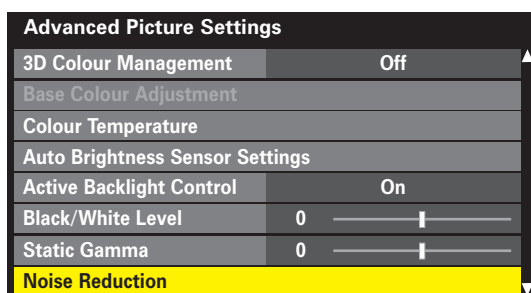 Advanced Picture Settings
3D Colour Management Off
Base Colour Adjustment
Colour Temperature
Auto Brightness Sensor Settings
Active Backlight Control On
Black/White Level 0
Static Gamma 0
Noise Reduction